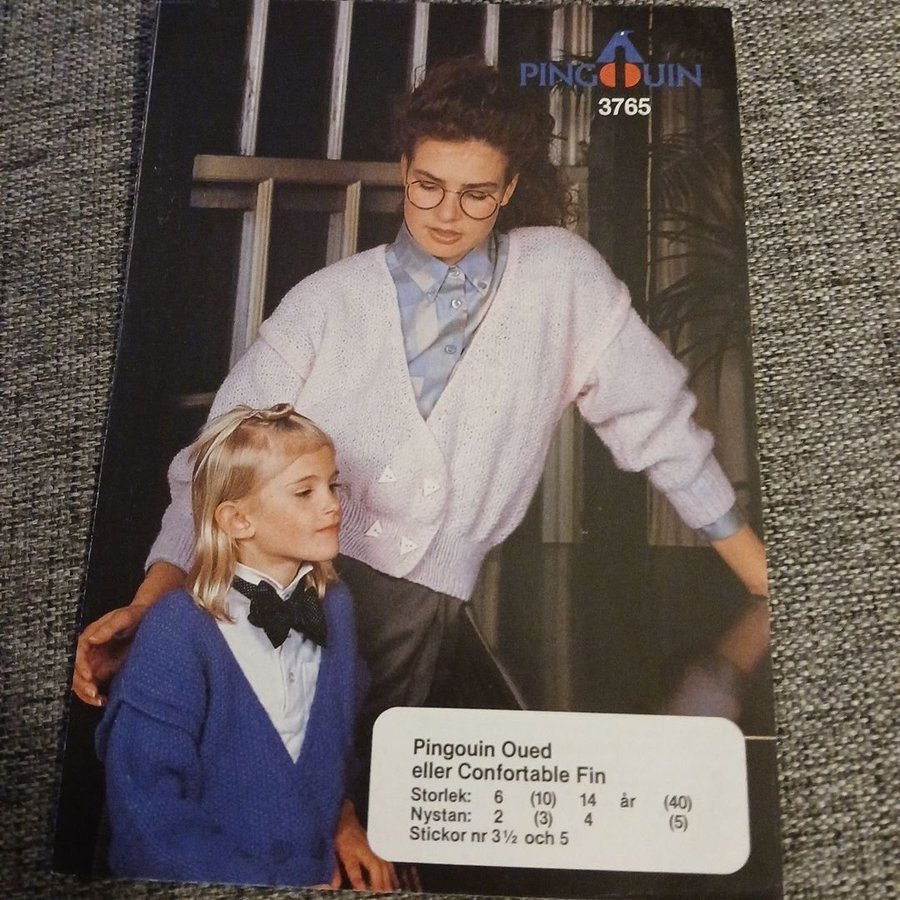 PINGOUIN
3765
Pingouin Oued
eller Confortable Fin
Storlek: 6 (10) 14 år (40)
Nystan: 2 (3) 4 (5)
Stickor nr 3½ och 5